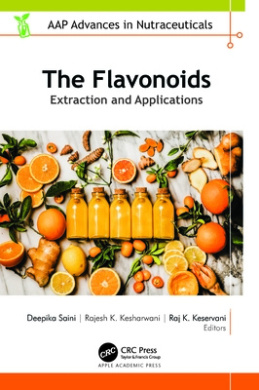 AAP Advances in Nutraceuticals
The Flavonoids
Extraction and Applications
Deepika Saini | Rajesh K. Kesharwani | Raj K. Keservani
Editors
CRC
CRC Press
Taylor & Francis Group
APPLE ACADEMIC PRESS